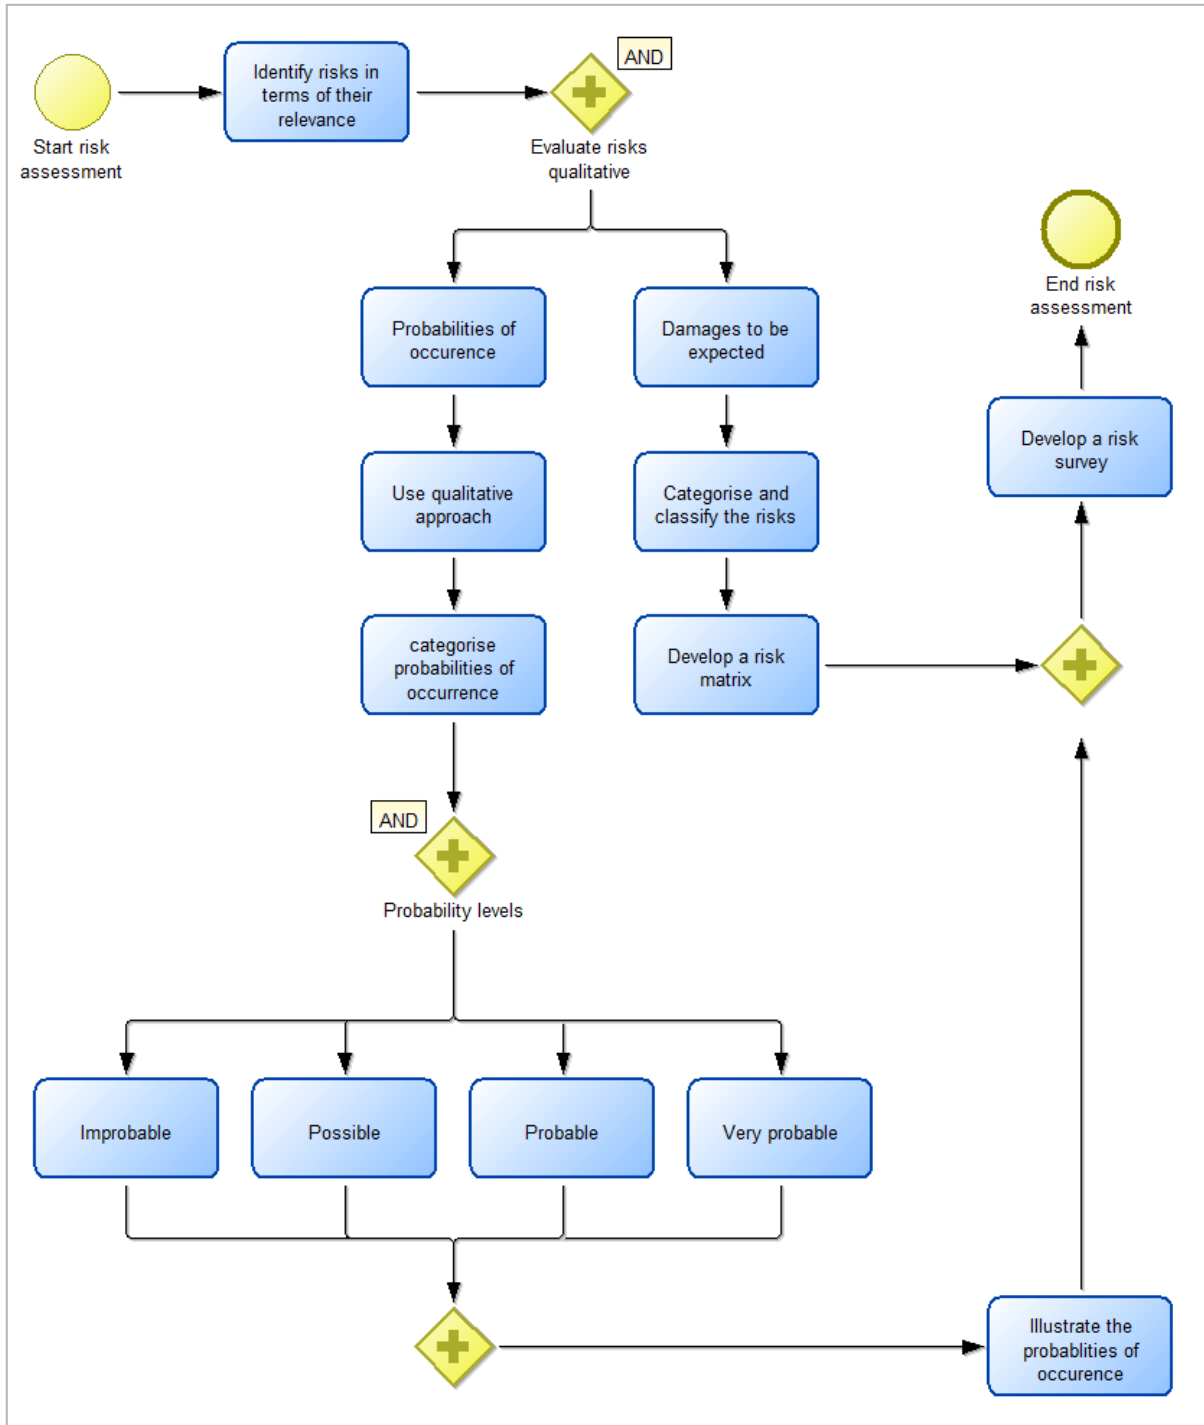 AND
Identify risks in
terms of their
relevance
Start risk
assessment
Evaluate risks
qualitative
End risk
assessment
Probabilities of
occurence
Damages to be
expected
Develop a risk
survey
Use qualitative
approach
Categorise and
classify the risks
categorise
probabilities of
occurrence
Develop a risk
matrix
AND
Probability levels
Improbable
Possible
Probable
Very probable
Illustrate the
probablities of
occurence